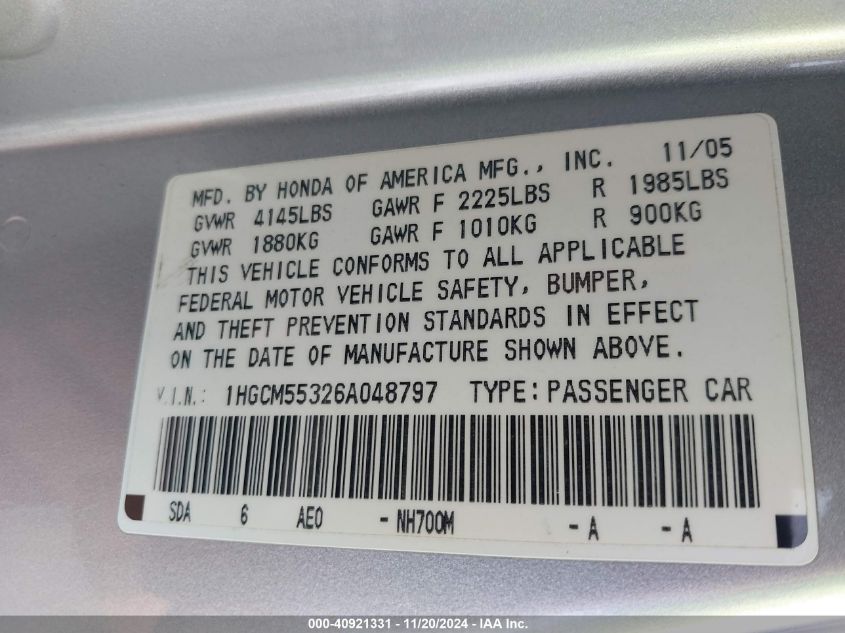 MFD. BY HONDA OF AMERICA MFG., INC. 11/05
GVWR 4145LBS GAWR F 2225LBS R 1985LBS
GVWR 1880KG GAWR F 1010KG R 900KG
THIS VEHICLE CONFORMS TO ALL APPLICABLE
FEDERAL MOTOR VEHICLE SAFETY, BUMPER,
AND THEFT PREVENTION STANDARDS IN EFFECT
ON THE DATE OF MANUFACTURE SHOWN ABOVE.
V.I.N.: 1HGCM55326A048797 TYPE: PASSENGER CAR
SDA 6 AE0 - NH700M - A - A
000-40921331 - 11/20/2024 - IAA Inc.